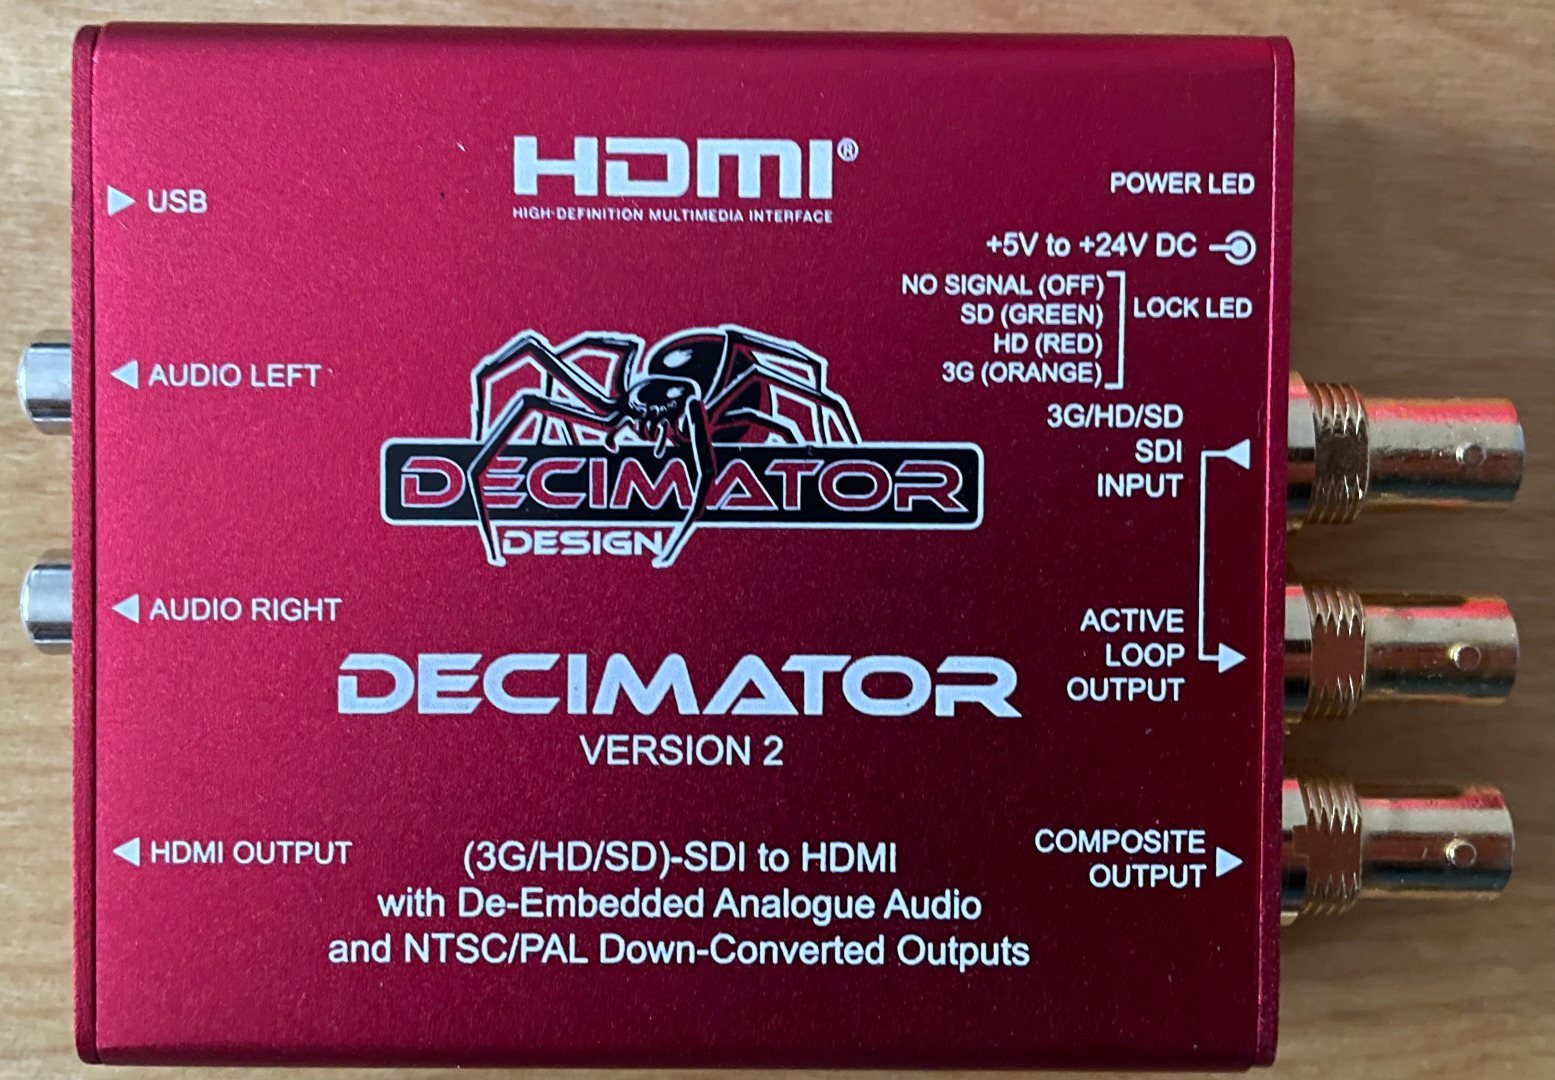 HDMI®
HIGH-DEFINITION MULTIMEDIA INTERFACE
USB
POWER LED
+5V to +24V DC
NO SIGNAL (OFF)
SD (GREEN)
HD (RED)
3G (ORANGE)
LOCK LED
AUDIO LEFT
3G/HD/SD
SDI
INPUT
DECIMATOR
DESIGN
AUDIO RIGHT
ACTIVE
LOOP
OUTPUT
DECIMATOR
VERSION 2
HDMI OUTPUT
(3G/HD/SD)-SDI to HDMI
with De-Embedded Analogue Audio
and NTSC/PAL Down-Converted Outputs
COMPOSITE
OUTPUT